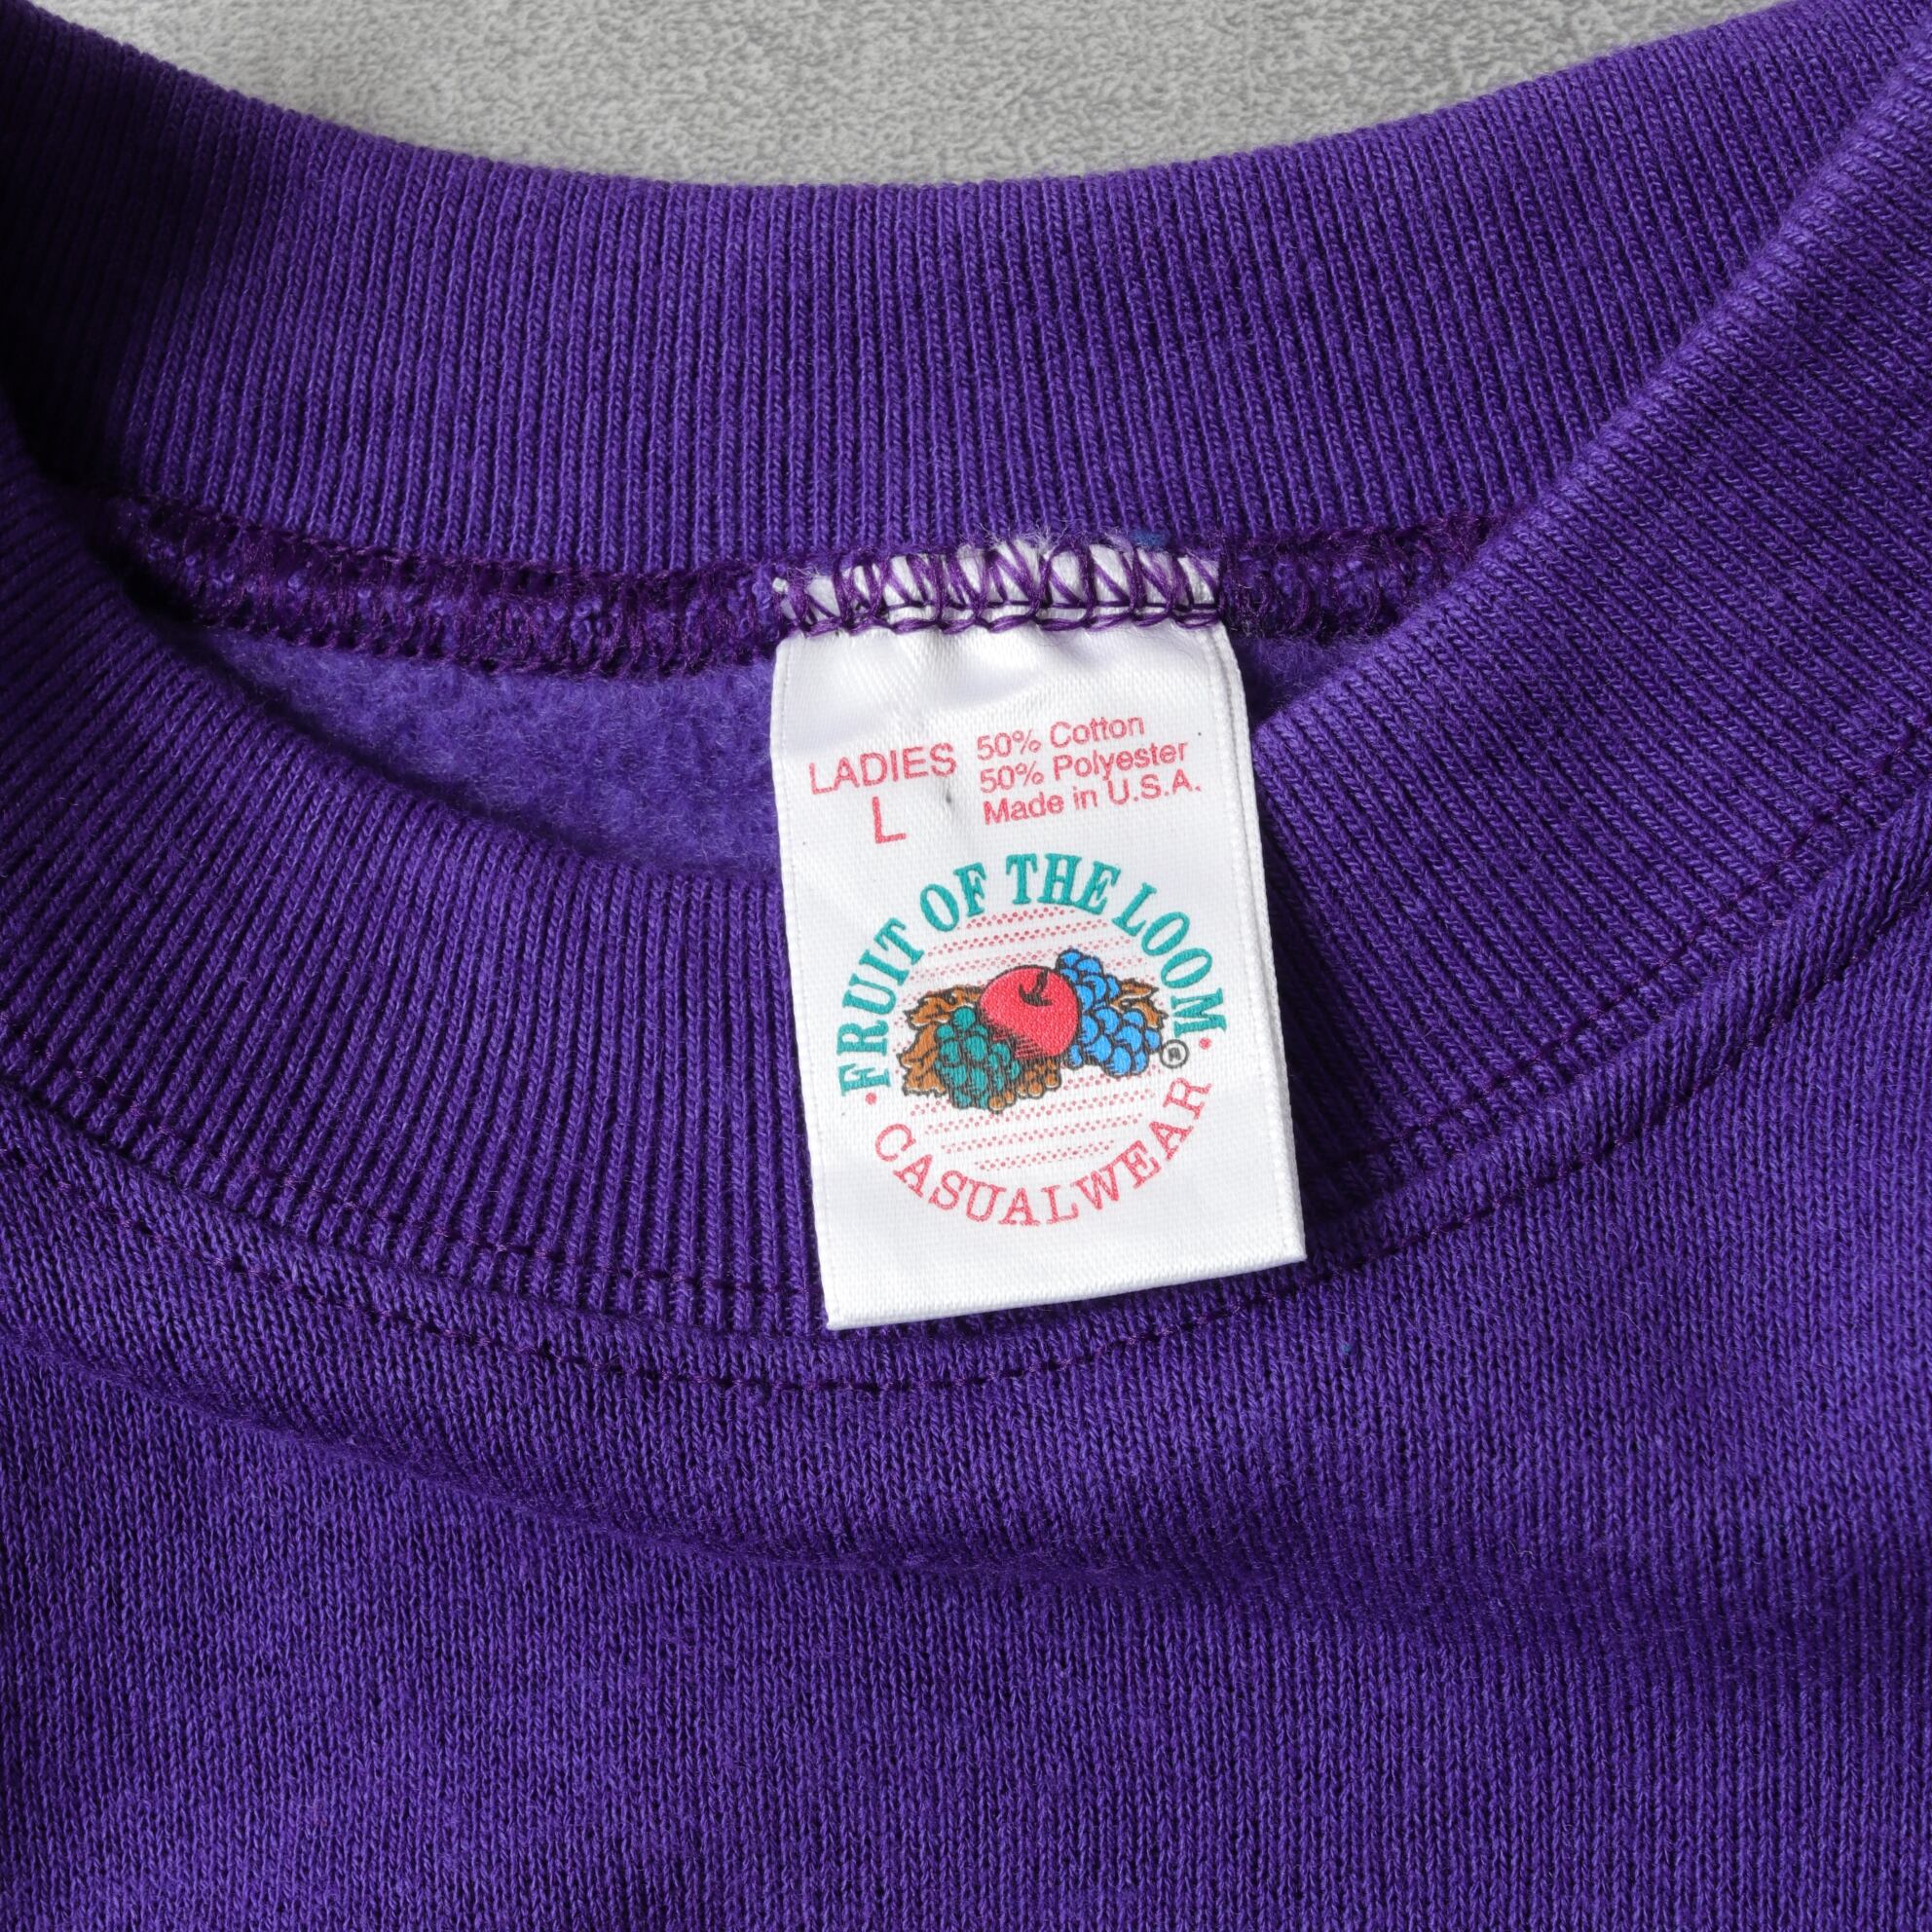 LADIES
L
50% Cotton
50% Polyester
Made in U.S.A.
FRUIT OF THE LOOM
®
CASUALWEAR